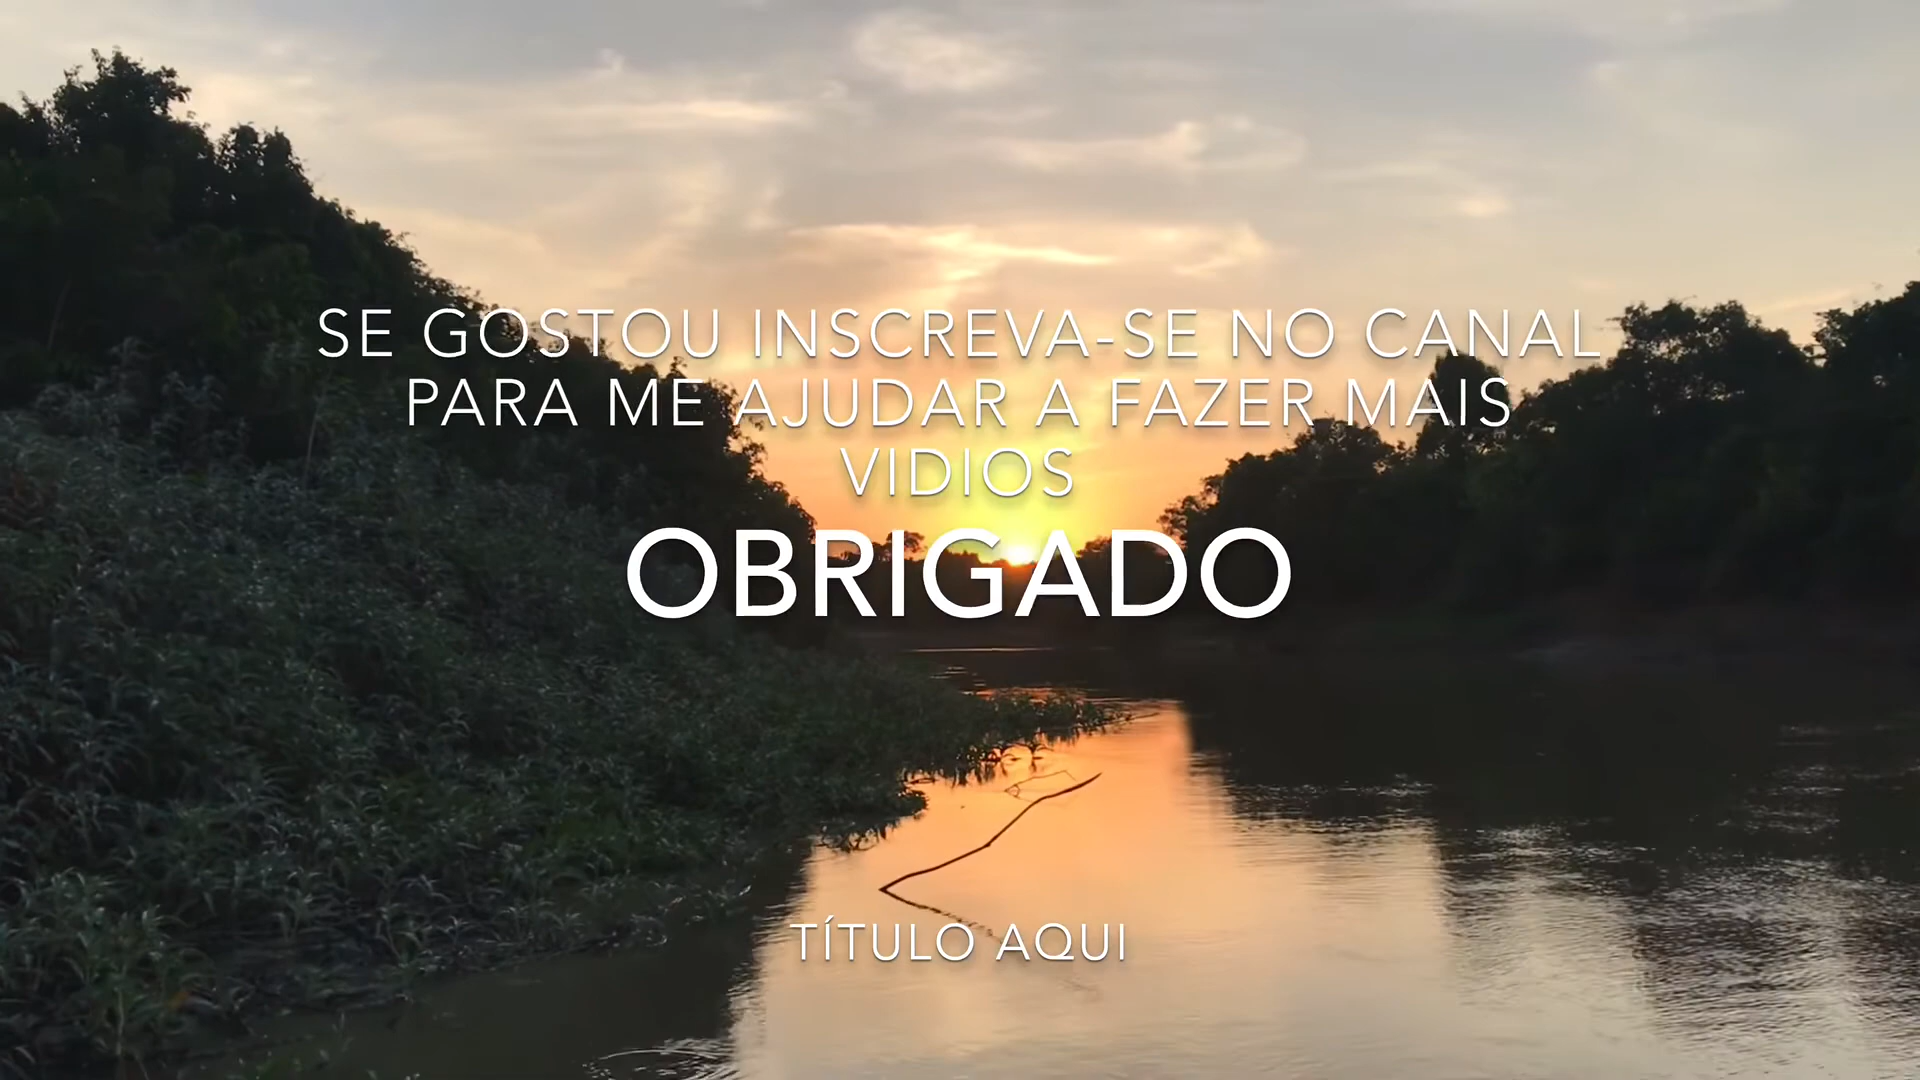 SE GOSTOU INSCREVA-SE NO CANAL
PARA ME AJUDAR A FAZER MAIS
VIDIOS
OBRIGADO
TÍTULO AQUI